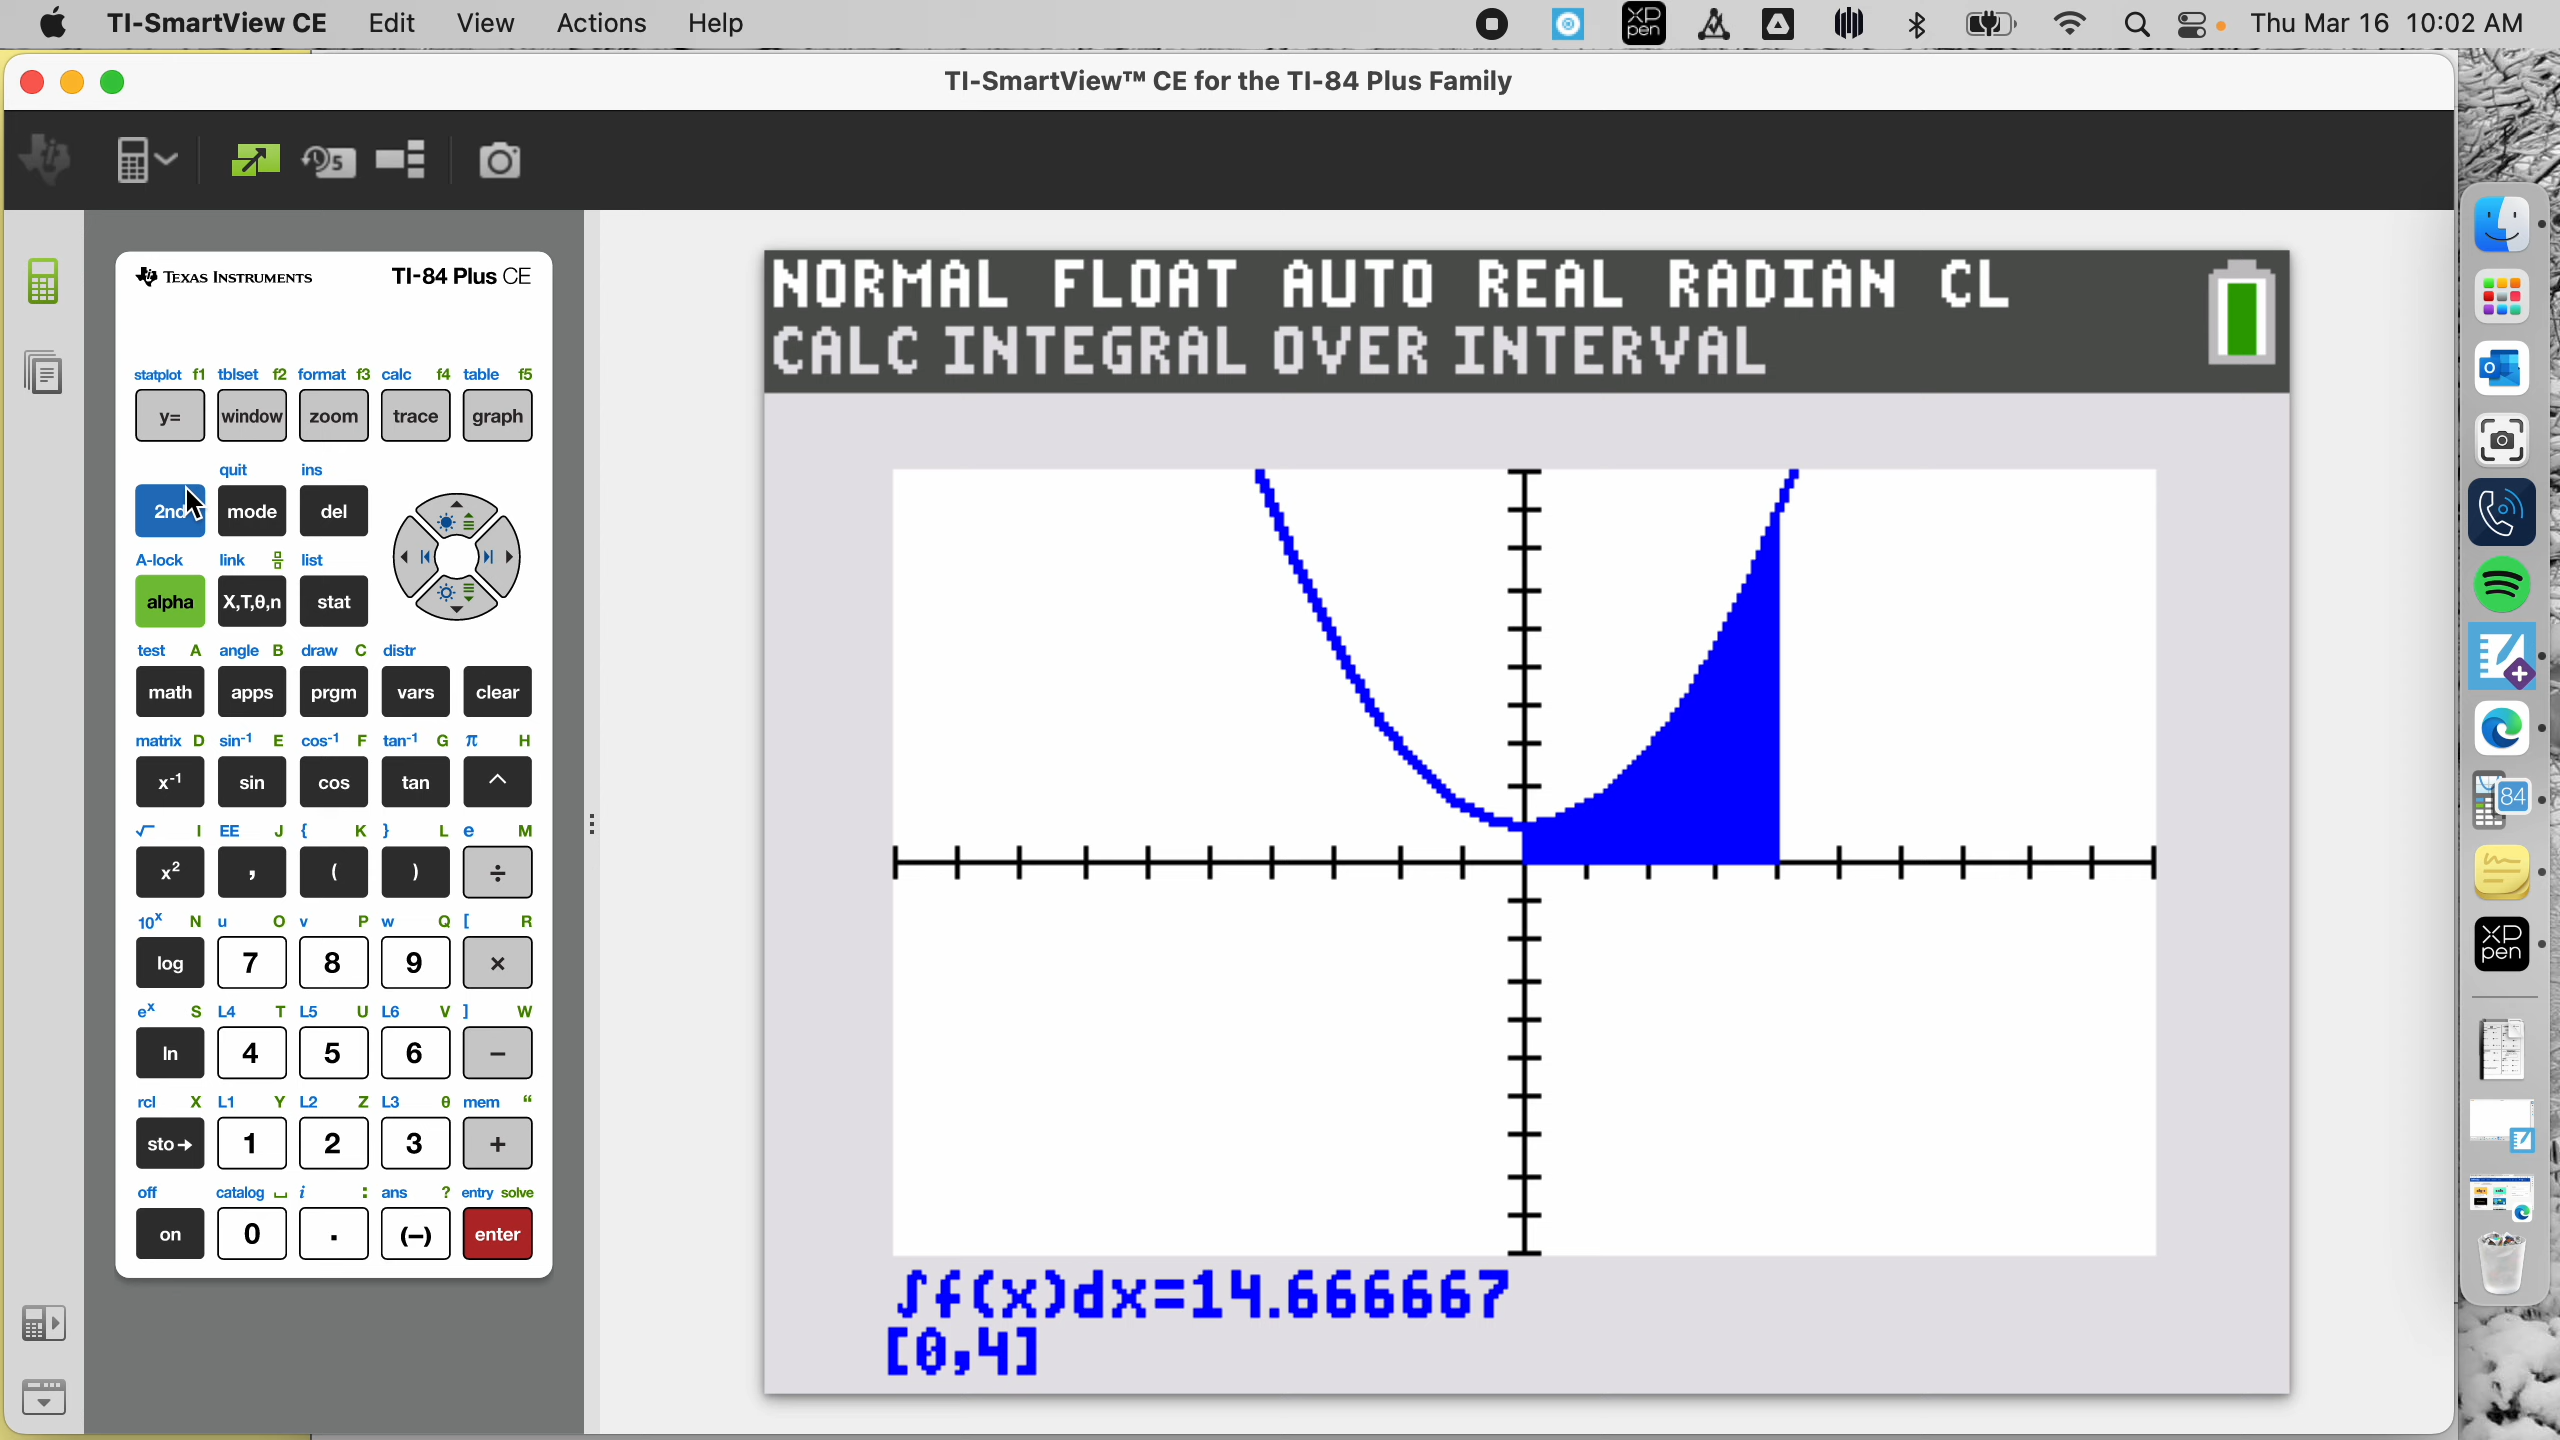 TI-SmartView CE Edit View Actions Help XP pen Thu Mar 16 10:02 AM
TI-SmartView™ CE for the TI-84 Plus Family
5
TEXAS INSTRUMENTS TI-84 Plus CE
statplot f1 tblset f2 format f3 calc f4 table f5
y= window zoom trace graph
quit ins
2nd mode del
A-lock link list
alpha X,T,θ,n stat
test A angle B draw C distr
math apps prgm vars clear
matrix D sin⁻¹ E cos⁻¹ F tan⁻¹ G π H
x⁻¹ sin cos tan ^
√ I EE J { K } L e M
x² , ( ) ÷
10ˣ N u O v P w Q [ R
log 7 8 9 ×
eˣ S L4 T L5 U L6 V ] W
ln 4 5 6 −
rcl X L1 Y L2 Z L3 θ mem “
sto→ 1 2 3 +
off catalog ⎵ i : ans ? entry solve
on 0 . (−) enter
NORMAL FLOAT AUTO REAL RADIAN CL
CALC INTEGRAL OVER INTERVAL
∫f(x)dx=14.666667
[0,4]
84
XP
pen